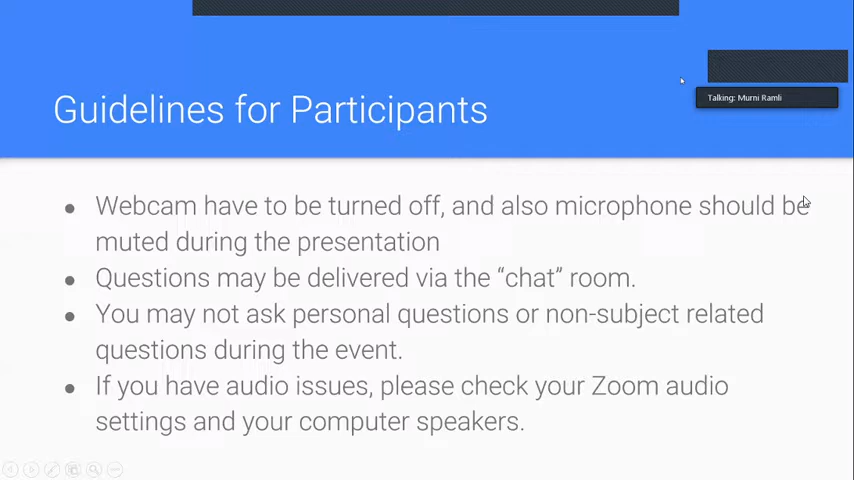 Talking: Murni Ramli
Guidelines for Participants
● Webcam have to be turned off, and also microphone should be
muted during the presentation
● Questions may be delivered via the “chat” room.
● You may not ask personal questions or non-subject related
questions during the event.
● If you have audio issues, please check your Zoom audio
settings and your computer speakers.